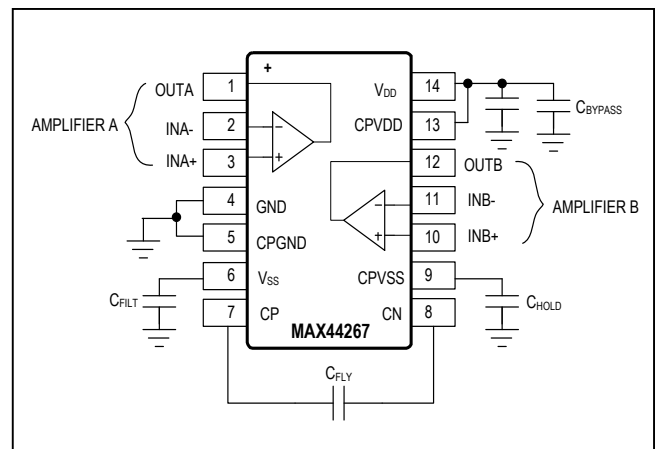 +
OUTA 1 14 VDD
AMPLIFIER A INA- 2 13 CPVDD CBYPASS
INA+ 3 12 OUTB
4 GND 11 INB- AMPLIFIER B
5 CPGND 10 INB+
CFILT 6 VSS 9 CPVSS CHOLD
7 CP 8 CN
MAX44267
CFLY
- + - +